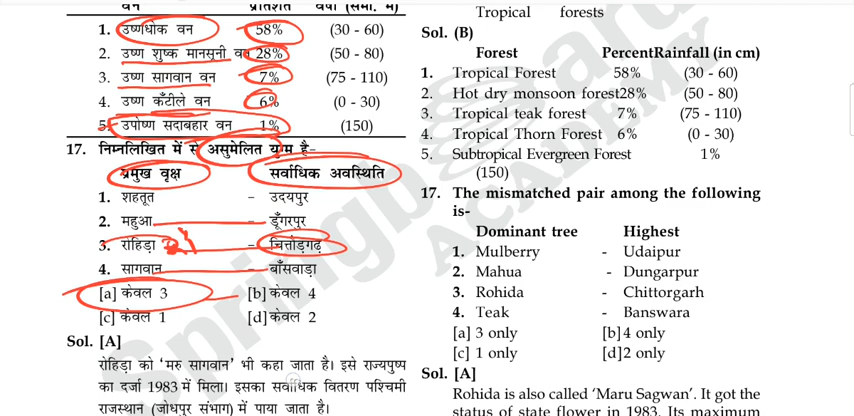 वन प्रतिशत वर्षा (सेमी. में)
1. उष्णधोंक वन 58% (30 - 60)
2. उष्ण शुष्क मानसूनी वन 28% (50 - 80)
3. उष्ण सागवान वन 7% (75 - 110)
4. उष्ण कँटीले वन 6% (0 - 30)
5. उपोष्ण सदाबहार वन 1% (150)
17. निम्नलिखित में से असुमेलित युग्म है-
प्रमुख वृक्ष सर्वाधिक अवस्थिति
1. शहतूत - उदयपुर
2. महुआ - डूँगरपुर
3. रोहिड़ा - चित्तोड़गढ़
4. सागवान - बाँसवाड़ा
[a] केवल 3 [b] केवल 4
[c] केवल 1 [d] केवल 2
Sol. [A]
रोहिड़ा को 'मरु सागवान' भी कहा जाता है। इसे राज्यपुष्प
का दर्जा 1983 में मिला। इसका सर्वाधिक वितरण पश्चिमी
राजस्थान (जोधपुर संभाग) में पाया जाता है।
Tropical forests
Sol. (B)
Forest Percent Rainfall (in cm)
1. Tropical Forest 58% (30 - 60)
2. Hot dry monsoon forest 28% (50 - 80)
3. Tropical teak forest 7% (75 - 110)
4. Tropical Thorn Forest 6% (0 - 30)
5. Subtropical Evergreen Forest 1%
(150)
17. The mismatched pair among the following
is-
Dominant tree Highest
1. Mulberry - Udaipur
2. Mahua - Dungarpur
3. Rohida - Chittorgarh
4. Teak - Banswara
[a] 3 only [b] 4 only
[c] 1 only [d] 2 only
Sol. [A]
Rohida is also called 'Maru Sagwan'. It got the
status of state flower in 1983. Its maximum
Springboard
ACADEMY